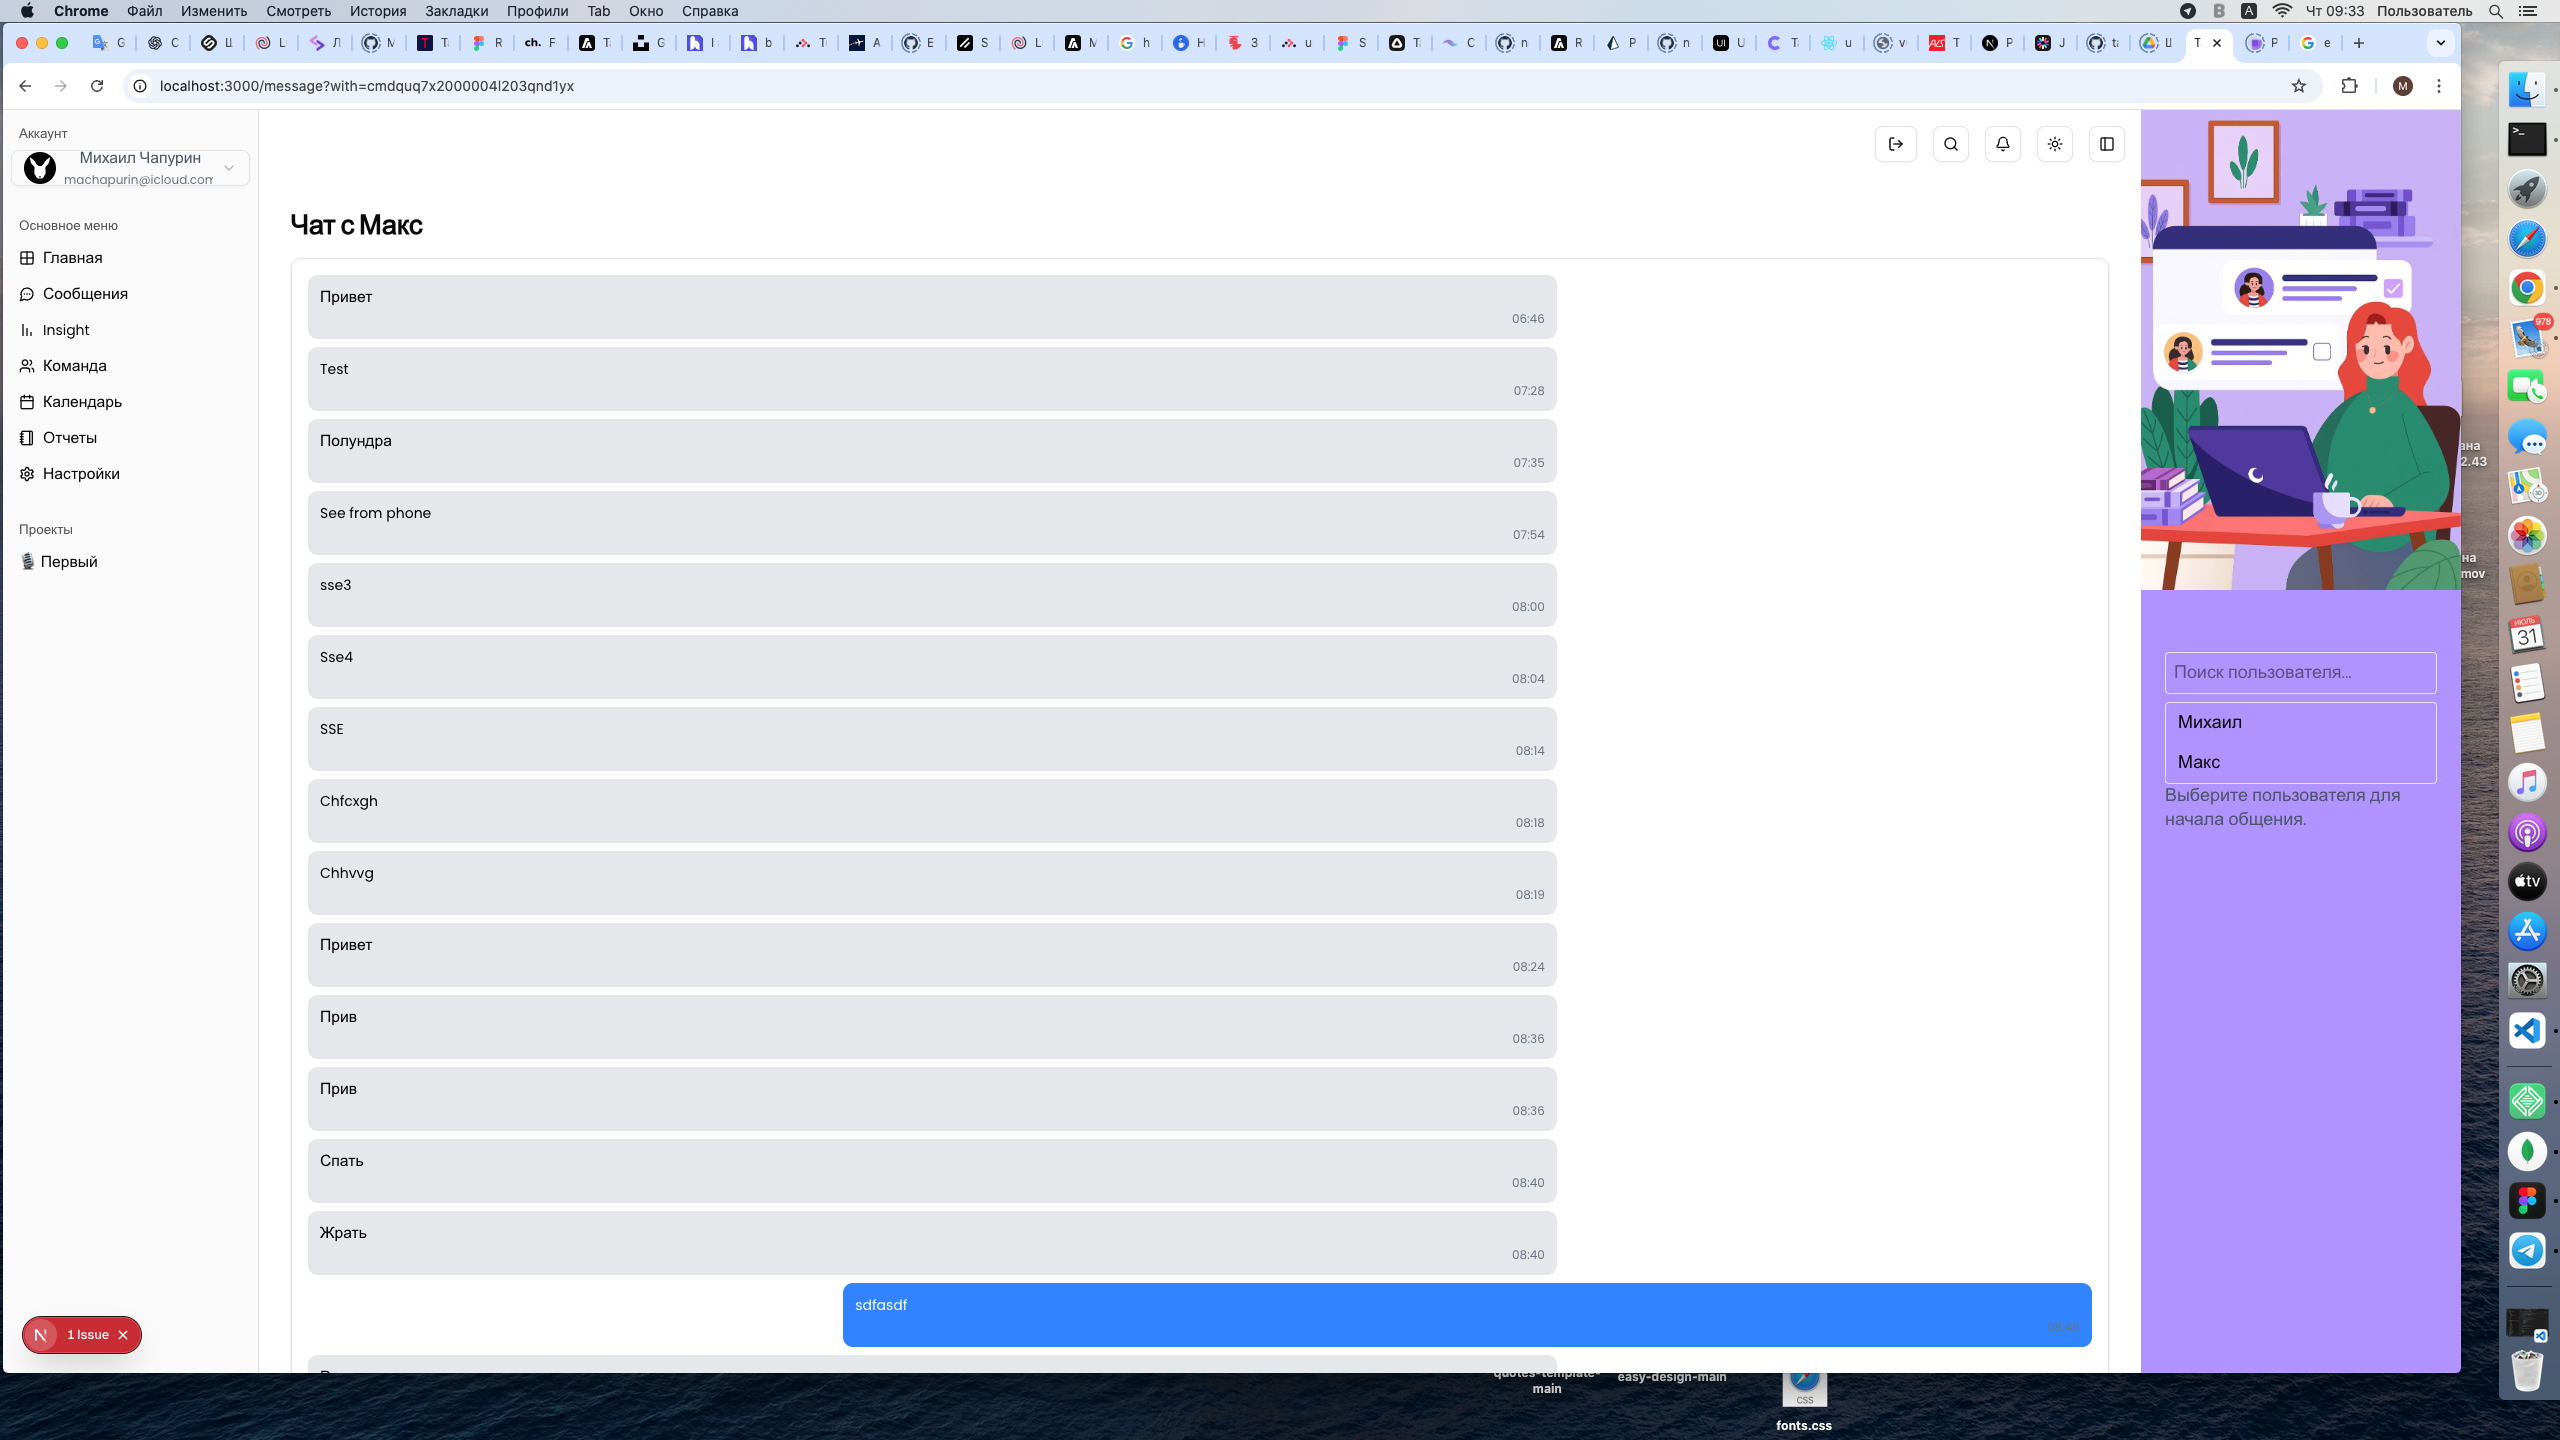 Chrome Файл Изменить Смотреть История Закладки Профили Tab Окно Справка
Чт 09:33 Пользователь
localhost:3000/message?with=cmdquq7x2000004l203qnd1yx
Аккаунт
Михаил Чапурин
machapurin@icloud.com
Основное меню
Главная
Сообщения
Insight
Команда
Календарь
Отчеты
Настройки
Проекты
Первый
1 Issue
Чат с Макс
Привет
06:46
Test
07:28
Полундра
07:35
See from phone
07:54
sse3
08:00
Sse4
08:04
SSE
08:14
Chfcxgh
08:18
Chhvvg
08:19
Привет
08:24
Прив
08:36
Прив
08:36
Спать
08:40
Жрать
08:40
sdfasdf
Поиск пользователя...
Михаил
Макс
Выберите пользователя для
начала общения.
978
ИЮЛЬ
31
tv
quotes-template-
main
easy-design-main
CSS
fonts.css